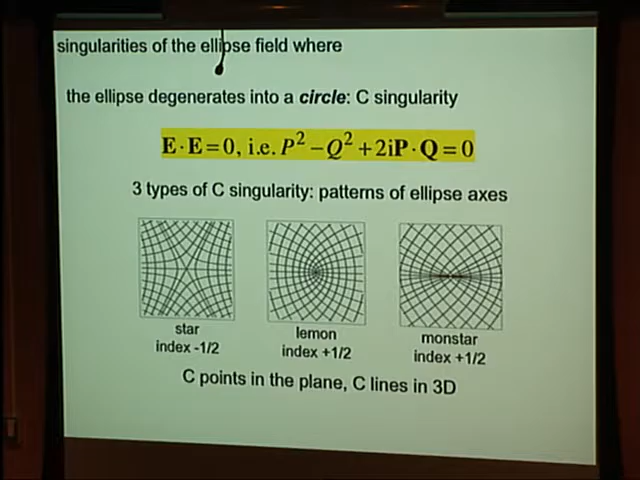 singularities of the ellipse field where
the ellipse degenerates into a circle: C singularity
E·E=0, i.e. P²−Q²+2iP·Q=0
3 types of C singularity: patterns of ellipse axes
star
index -1/2
lemon
index +1/2
monstar
index +1/2
C points in the plane, C lines in 3D